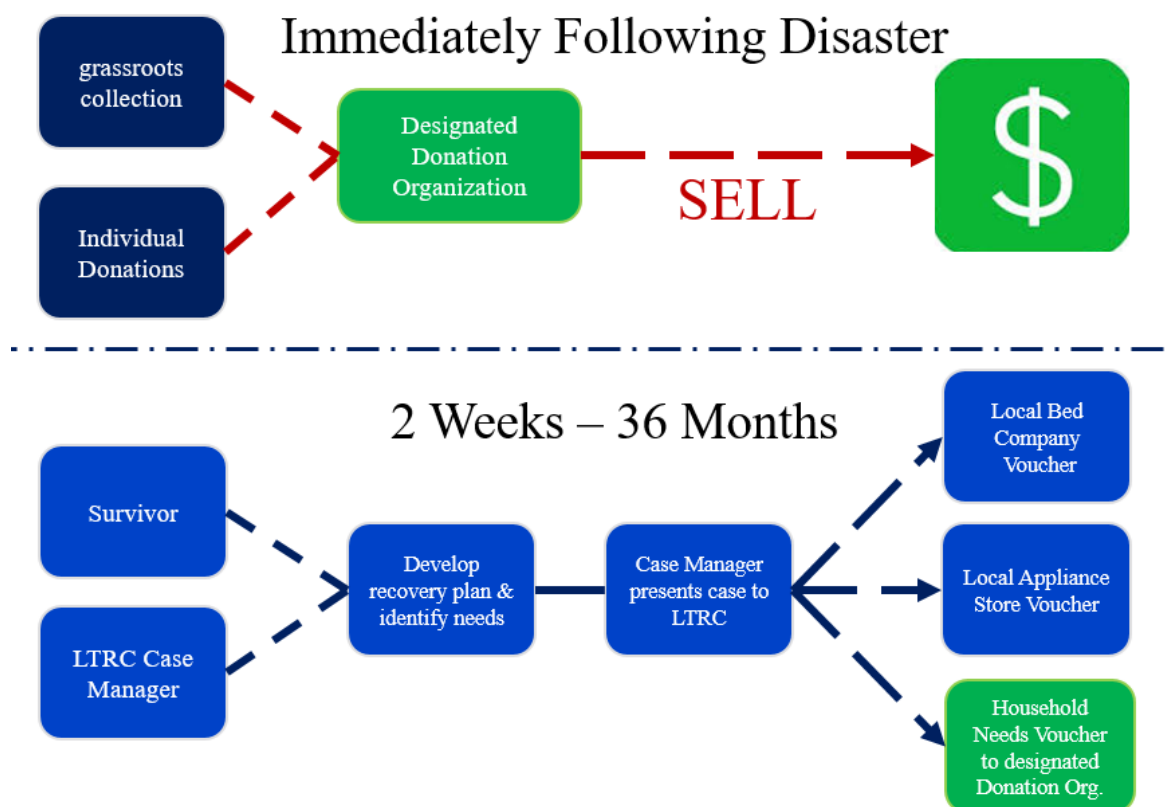 Immediately Following Disaster
grassroots
collection
Designated
Donation
Organization
SELL
$
Individual
Donations
2 Weeks – 36 Months
Survivor
LTRC Case
Manager
Develop
recovery plan &
identify needs
Case Manager
presents case to
LTRC
Local Bed
Company
Voucher
Local Appliance
Store Voucher
Household
Needs Voucher
to designated
Donation Org.